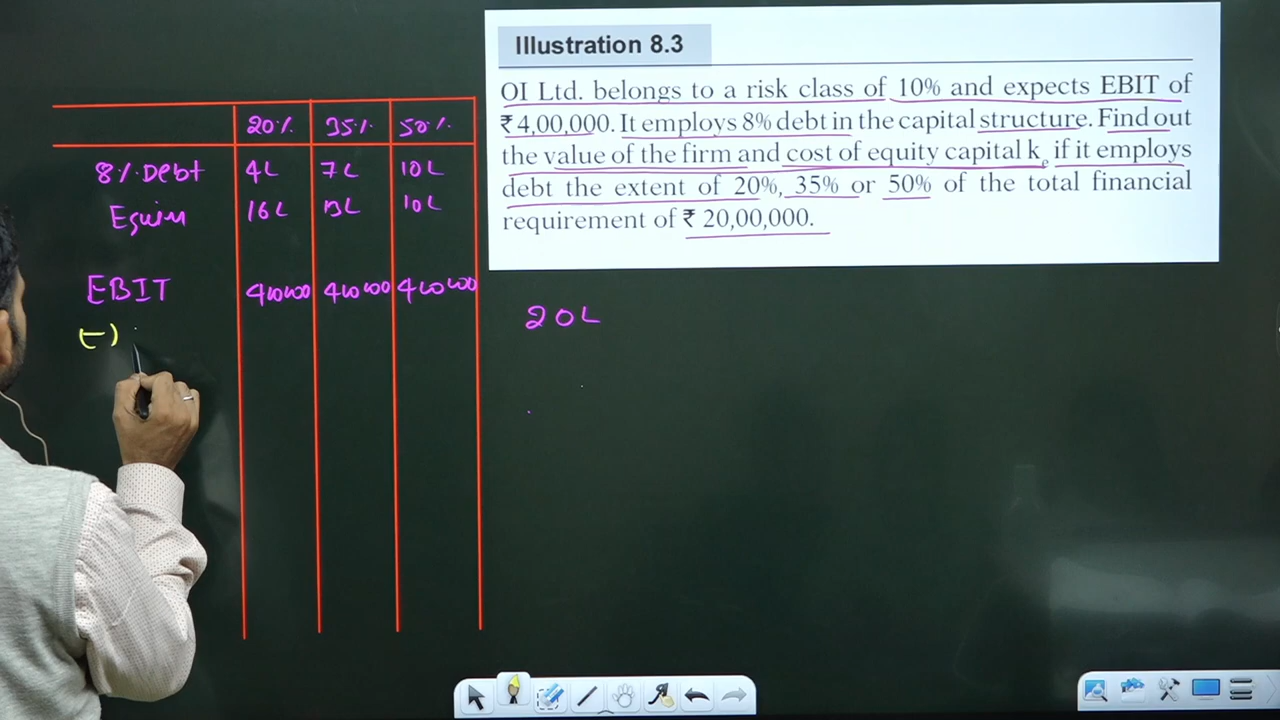 Illustration 8.3
OI Ltd. belongs to a risk class of 10% and expects EBIT of
₹ 4,00,000. It employs 8% debt in the capital structure. Find out
the value of the firm and cost of equity capital ke if it employs
debt the extent of 20%, 35% or 50% of the total financial
requirement of ₹ 20,00,000.
20% 35% 50%
8% Debt 4L 7L 10L
Equity 16L 13L 10L
EBIT 400000 400000 400000
(-)
20L